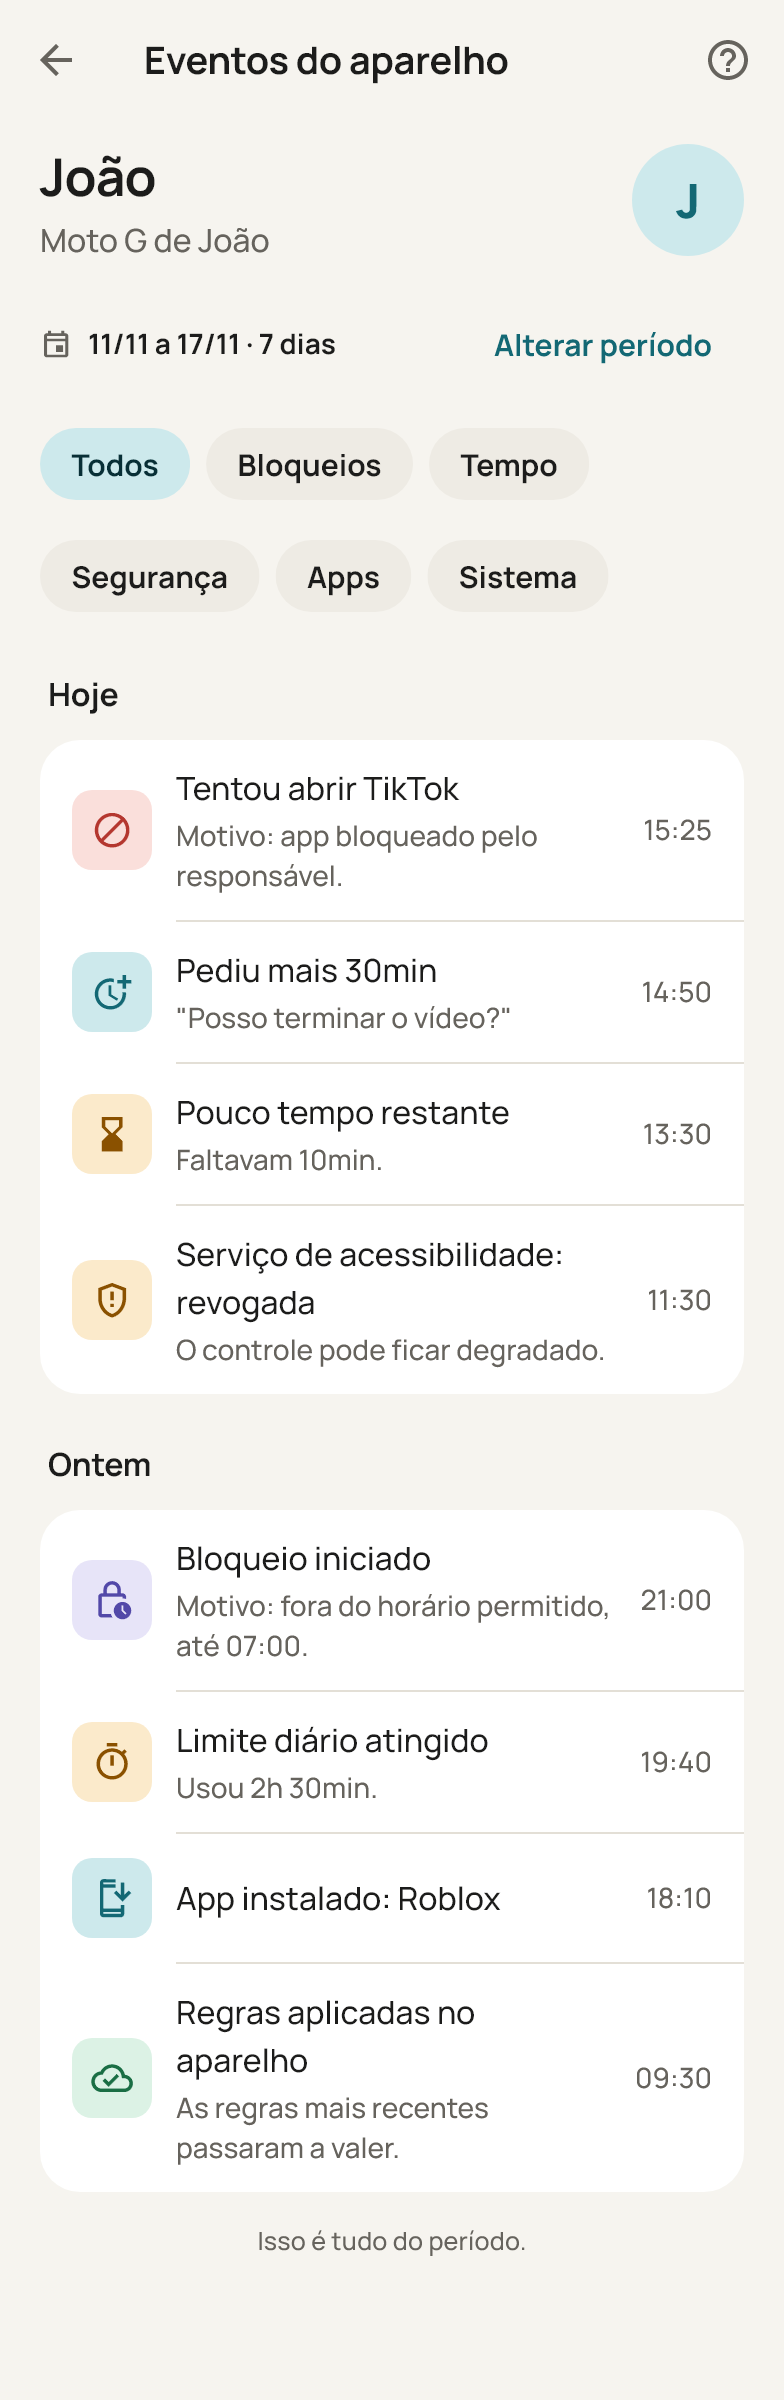 Eventos do aparelho
João
Moto G de João
J
11/11 a 17/11 · 7 dias
Alterar período
Todos
Bloqueios
Tempo
Segurança
Apps
Sistema
Hoje
Tentou abrir TikTok
Motivo: app bloqueado pelo
responsável.
15:25
Pediu mais 30min
"Posso terminar o vídeo?"
14:50
Pouco tempo restante
Faltavam 10min.
13:30
Serviço de acessibilidade:
revogada
O controle pode ficar degradado.
11:30
Ontem
Bloqueio iniciado
Motivo: fora do horário permitido,
até 07:00.
21:00
Limite diário atingido
Usou 2h 30min.
19:40
App instalado: Roblox
18:10
Regras aplicadas no
aparelho
As regras mais recentes
passaram a valer.
09:30
Isso é tudo do período.